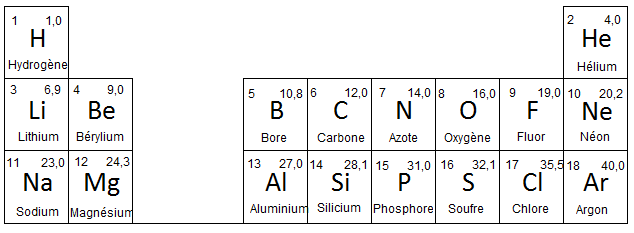 1 1,0 2 4,0
H He
Hydrogène Hélium
3 6,9 4 9,0 5 10,8 6 12,0 7 14,0 8 16,0 9 19,0 10 20,2
Li Be B C N O F Ne
Lithium Bérylium Bore Carbone Azote Oxygène Fluor Néon
11 23,0 12 24,3 13 27,0 14 28,1 15 31,0 16 32,1 17 35,5 18 40,0
Na Mg Al Si P S Cl Ar
Sodium Magnésium Aluminium Silicium Phosphore Soufre Chlore Argon